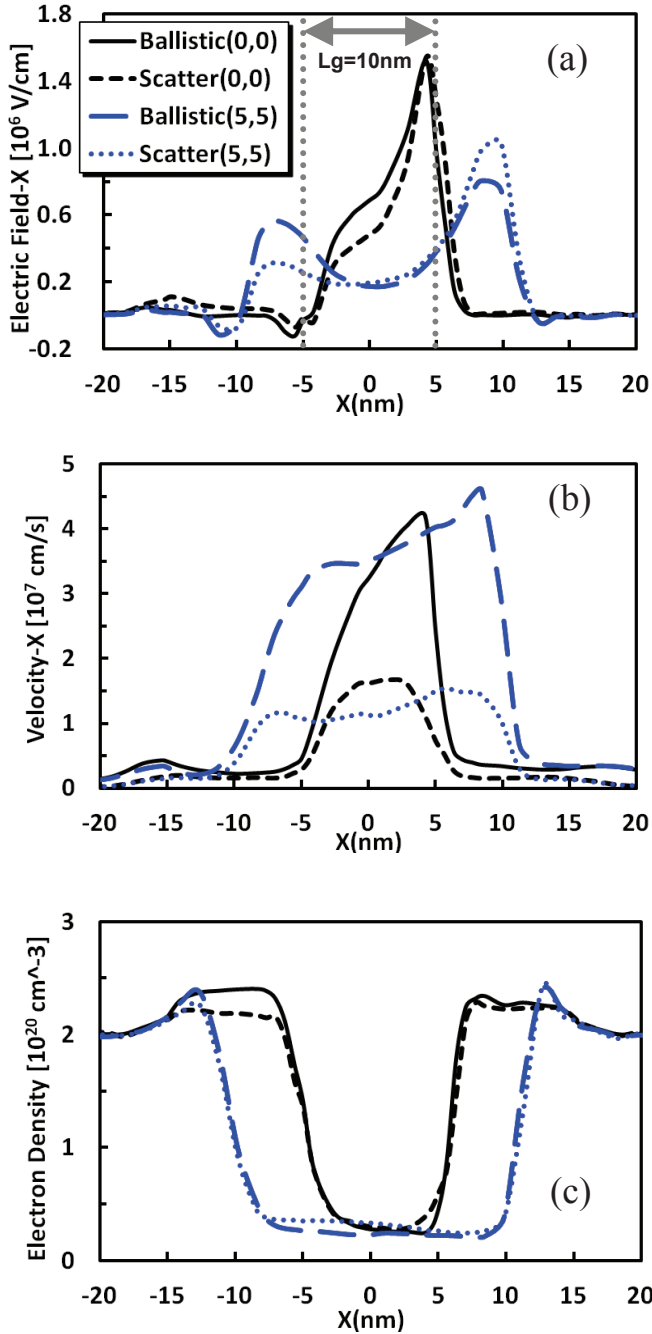 Ballistic(0,0)
Scatter(0,0)
Ballistic(5,5)
Scatter(5,5)
Lg=10nm
(a)
Electric Field-X [10⁶ V/cm]
1.8
1.4
1.0
0.6
0.2
-0.2
-20 -15 -10 -5 0 5 10 15 20
X(nm)
(b)
Velocity-X [10⁷ cm/s]
5
4
3
2
1
0
-20 -15 -10 -5 0 5 10 15 20
X(nm)
(c)
Electron Density [10²⁰ cm^-3]
3
2
1
0
-20 -15 -10 -5 0 5 10 15 20
X(nm)